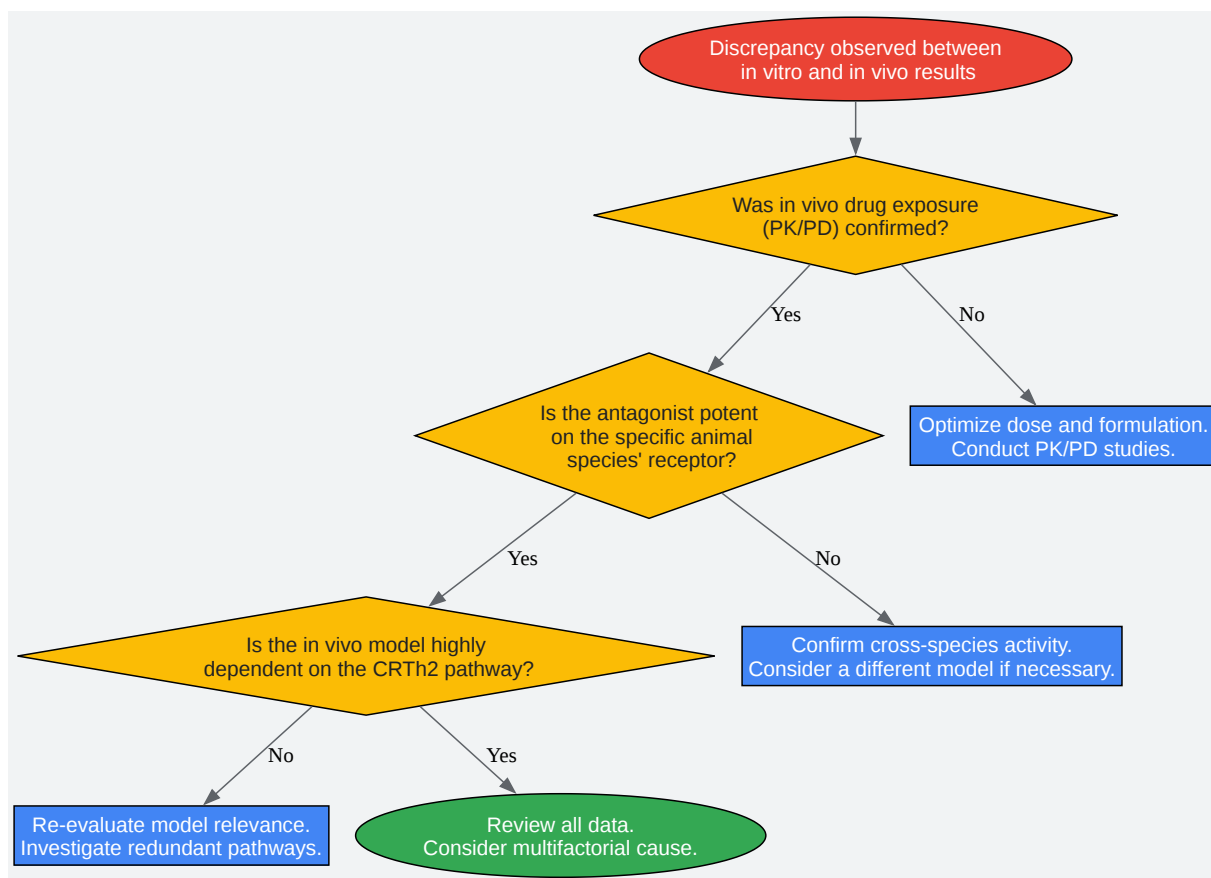 Discrepancy observed between
in vitro and in vivo results
Was in vivo drug exposure
(PK/PD) confirmed?
Yes
No
Is the antagonist potent
on the specific animal
species' receptor?
Optimize dose and formulation.
Conduct PK/PD studies.
Yes
No
Is the in vivo model highly
dependent on the CRTh2 pathway?
Confirm cross-species activity.
Consider a different model if necessary.
No
Yes
Re-evaluate model relevance.
Investigate redundant pathways.
Review all data.
Consider multifactorial cause.